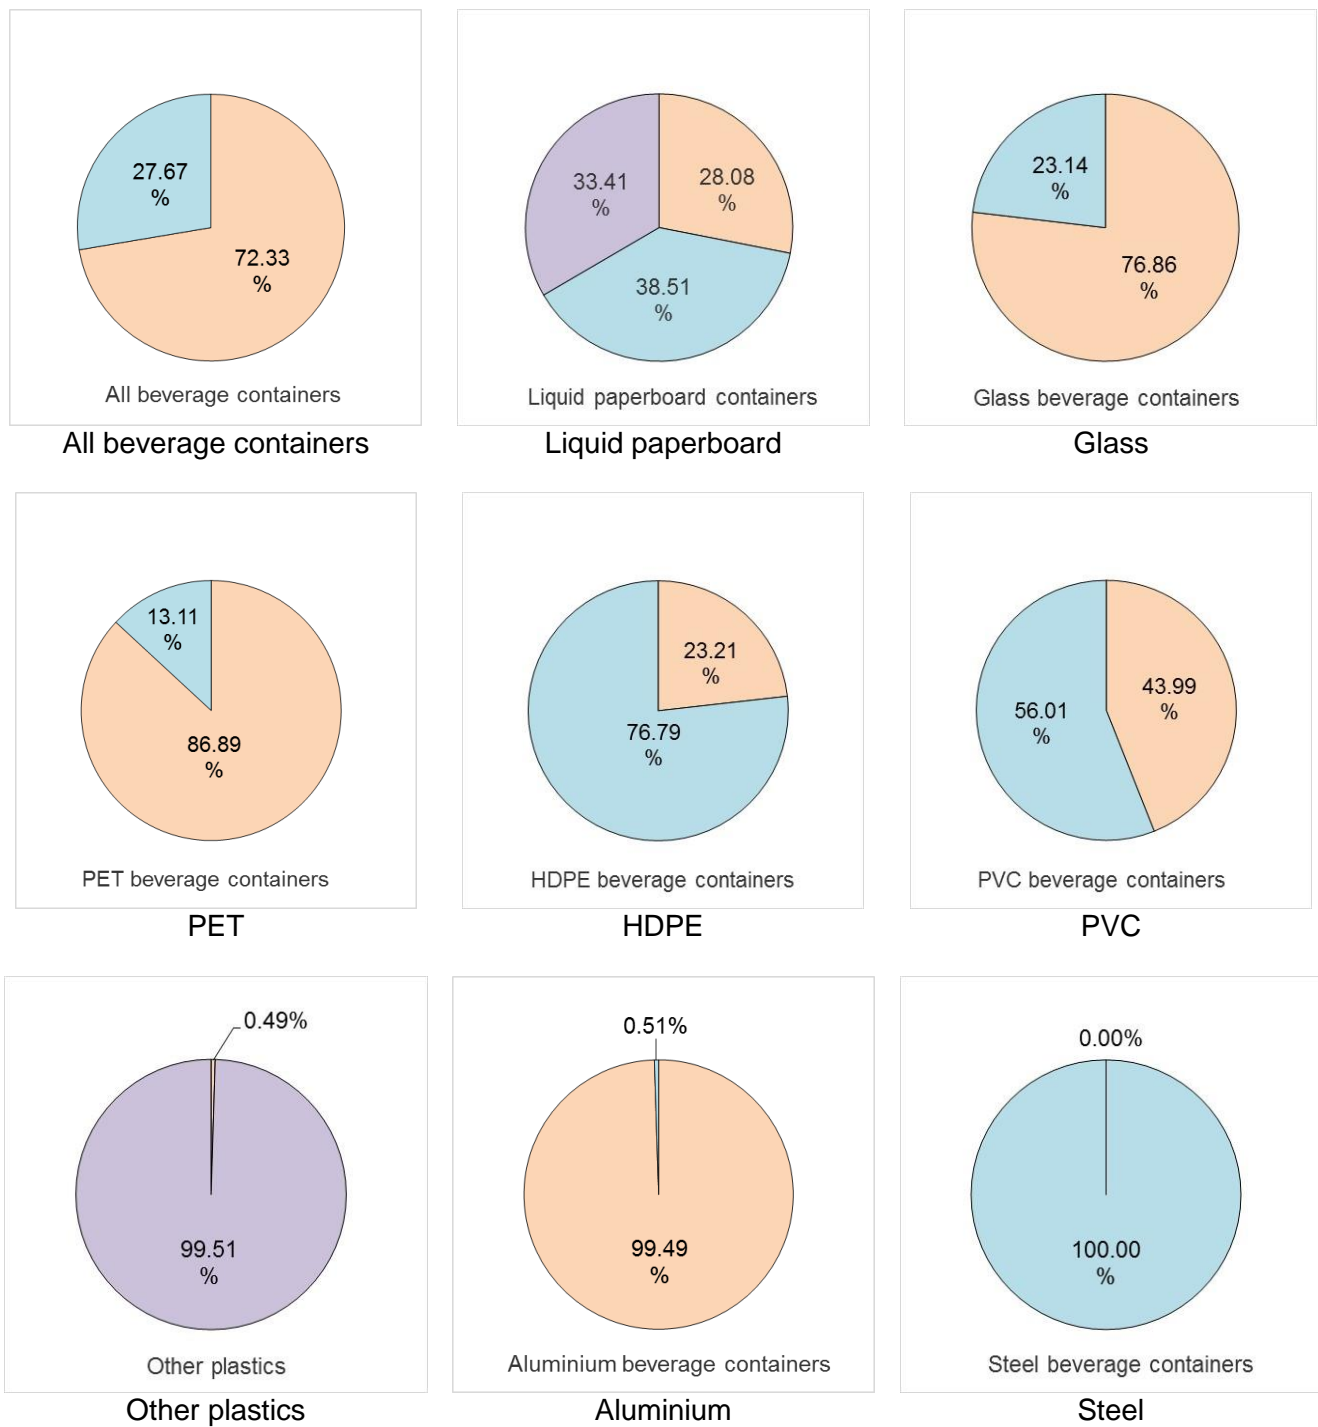 27.67
%
72.33
%
All beverage containers
All beverage containers
33.41
%
28.08
%
38.51
%
Liquid paperboard containers
Liquid paperboard
23.14
%
76.86
%
Glass beverage containers
Glass
13.11
%
86.89
%
PET beverage containers
PET
23.21
%
76.79
%
HDPE beverage containers
HDPE
43.99
%
56.01
%
PVC beverage containers
PVC
0.49%
99.51
%
Other plastics
Other plastics
0.51%
99.49
%
Aluminium beverage containers
Aluminium
0.00%
100.00
%
Steel beverage containers
Steel